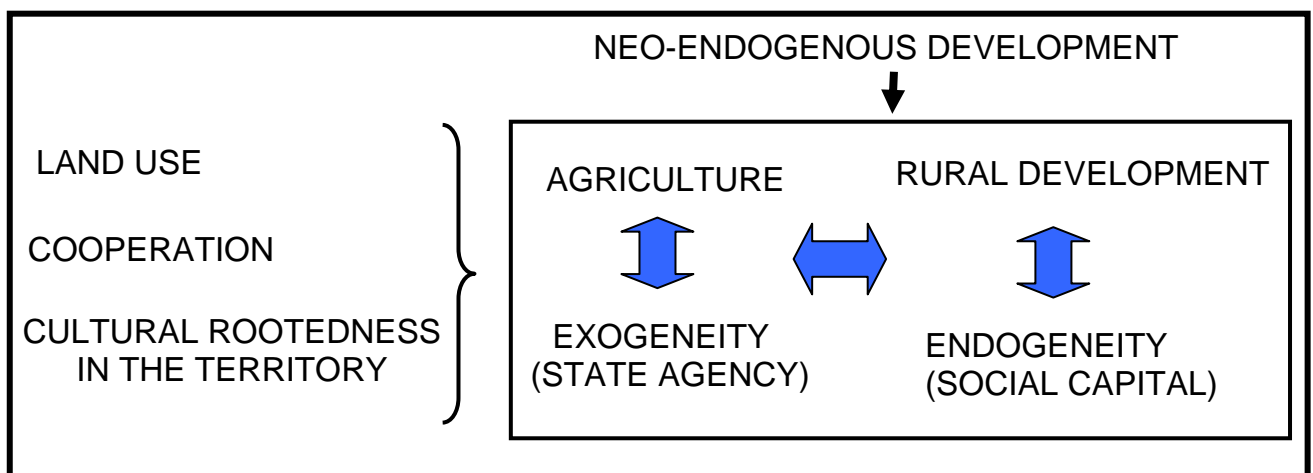 NEO-ENDOGENOUS DEVELOPMENT
LAND USE
COOPERATION
CULTURAL ROOTEDNESS
IN THE TERRITORY
AGRICULTURE
RURAL DEVELOPMENT
EXOGENEITY
(STATE AGENCY)
ENDOGENEITY
(SOCIAL CAPITAL)